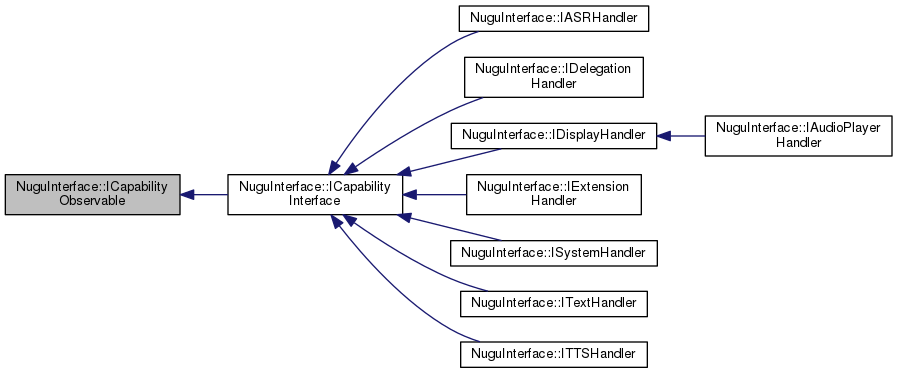 NuguInterface::IASRHandler
NuguInterface::IDelegation
Handler
NuguInterface::IDisplayHandler
NuguInterface::IAudioPlayer
Handler
NuguInterface::ICapability
Observable
NuguInterface::ICapability
Interface
NuguInterface::IExtension
Handler
NuguInterface::ISystemHandler
NuguInterface::ITextHandler
NuguInterface::ITTSHandler